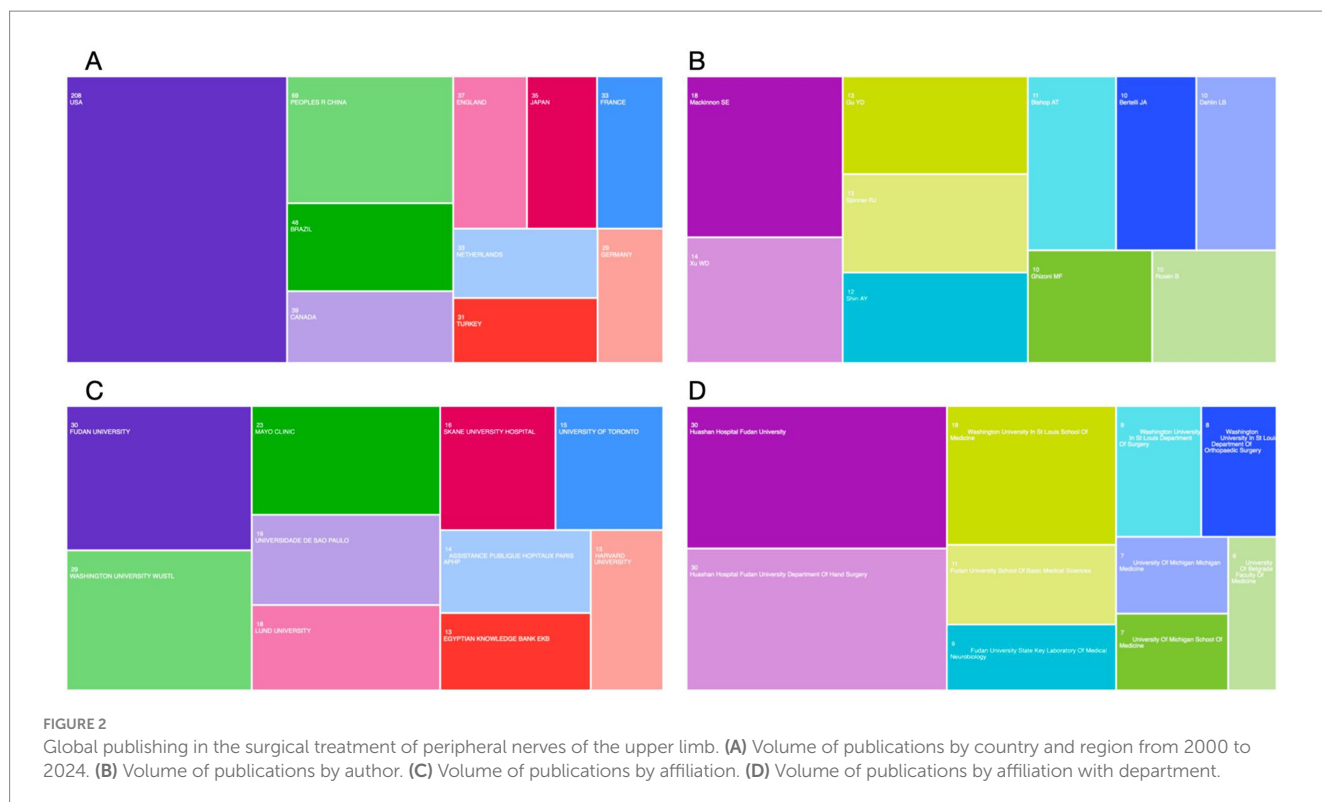 A
208
USA
69
PEOPLES R CHINA
48
BRAZIL
39
CANADA
37
ENGLAND
35
JAPAN
33
FRANCE
33
NETHERLANDS
31
TURKEY
29
GERMANY
B
18
Mackinnon SE
14
Xu WD
13
Gu YD
13
Spinner RJ
12
Shin AY
11
Bishop AT
10
Bertelli JA
10
Dahlin LB
10
Ghizoni MF
10
Rosen B
C
30
FUDAN UNIVERSITY
29
WASHINGTON UNIVERSITY WUSTL
23
MAYO CLINIC
19
UNIVERSIDADE DE SAO PAULO
18
LUND UNIVERSITY
16
SKANE UNIVERSITY HOSPITAL
15
UNIVERSITY OF TORONTO
14
ASSISTANCE PUBLIQUE HOPITAUX PARIS
APHP
13
EGYPTIAN KNOWLEDGE BANK EKB
13
HARVARD
UNIVERSITY
D
30
Huashan Hospital Fudan University
30
Huashan Hospital Fudan University Department Of Hand Surgery
19
Washington University In St Louis School Of
Medicine
11
Fudan University School Of Basic Medical Sciences
9
Fudan University State Key Laboratory Of Medical
Neurobiology
9
Washington University
In St Louis Department
Of Surgery
8
Washington
University In St Louis
Department Of
Orthopaedic Surgery
7
University Of Michigan Michigan
Medicine
7
University Of Michigan School Of
Medicine
6
University
Of Belgrade
Faculty Of
Medicine
FIGURE 2
Global publishing in the surgical treatment of peripheral nerves of the upper limb. (A) Volume of publications by country and region from 2000 to
2024. (B) Volume of publications by author. (C) Volume of publications by affiliation. (D) Volume of publications by affiliation with department.